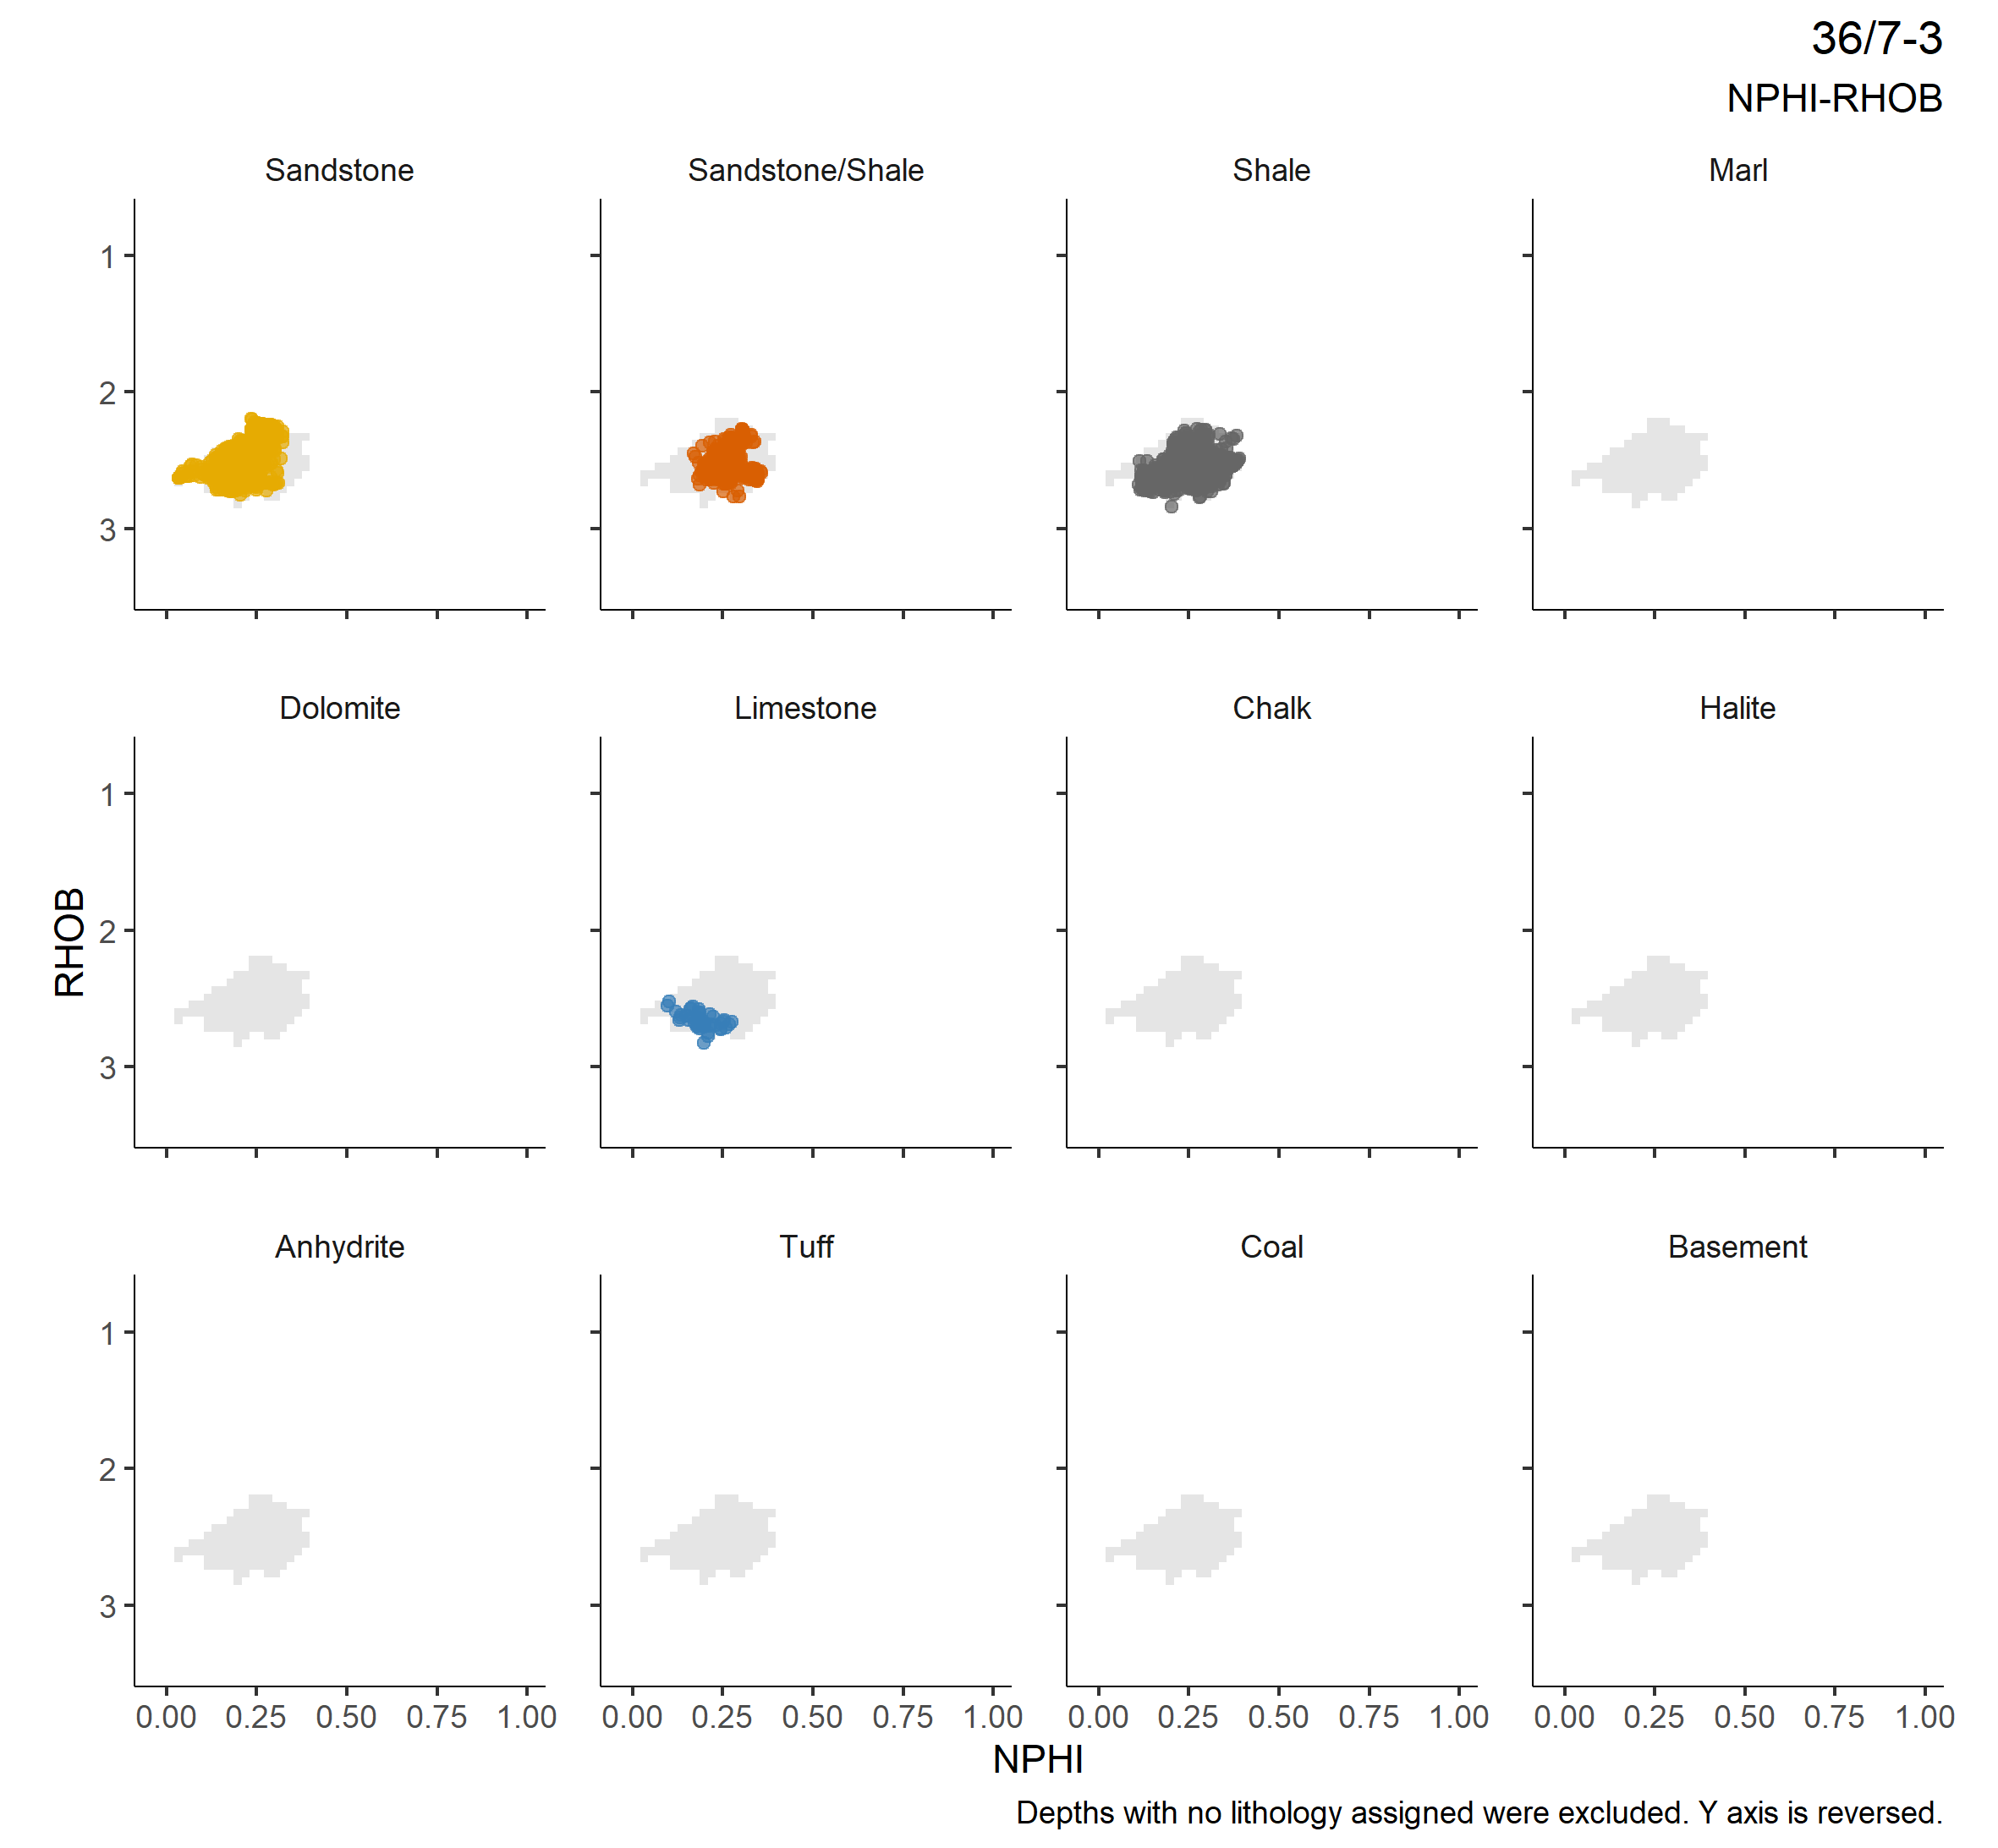 36/7-3
NPHI-RHOB
Sandstone
Sandstone/Shale
Shale
Marl
1
2
3
Dolomite
Limestone
Chalk
Halite
1
2
3
RHOB
Anhydrite
Tuff
Coal
Basement
1
2
3
0.00 0.25 0.50 0.75 1.00
0.00 0.25 0.50 0.75 1.00
0.00 0.25 0.50 0.75 1.00
0.00 0.25 0.50 0.75 1.00
NPHI
Depths with no lithology assigned were excluded. Y axis is reversed.